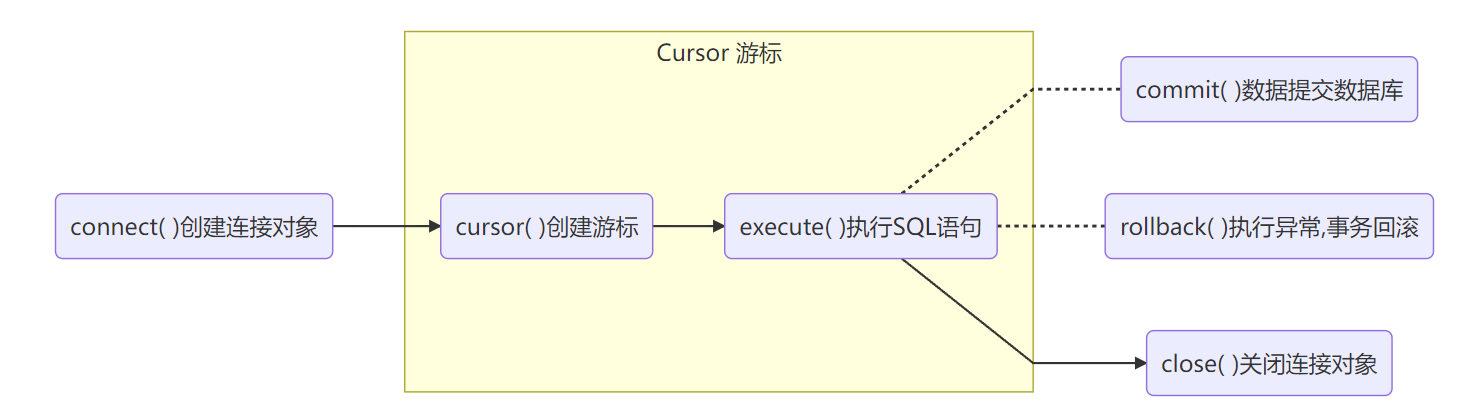 Cursor 游标
connect( )创建连接对象
cursor( )创建游标
execute( )执行SQL语句
commit( )数据提交数据库
rollback( )执行异常,事务回滚
close( )关闭连接对象